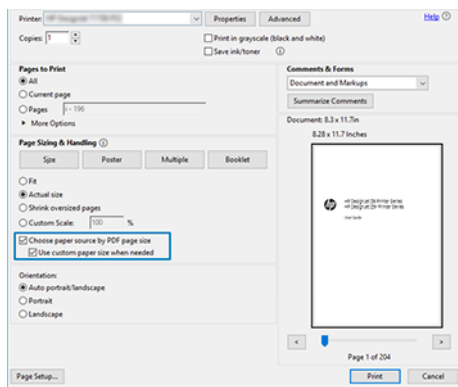 Printer:
Properties
Advanced
Help
Copies: 1
Print in grayscale (black and white)
Save ink/toner
Pages to Print
All
Current page
Pages 1 - 196
More Options
Page Sizing & Handling
Size
Poster
Multiple
Booklet
Fit
Actual size
Shrink oversized pages
Custom Scale: 100 %
Choose paper source by PDF page size
Use custom paper size when needed
Orientation:
Auto portrait/landscape
Portrait
Landscape
Comments & Forms
Document and Markups
Summarize Comments
Document: 8.3 x 11.7in
8.28 x 11.7 Inches
hp
User Guide
<
>
Page 1 of 204
Page Setup...
Print
Cancel